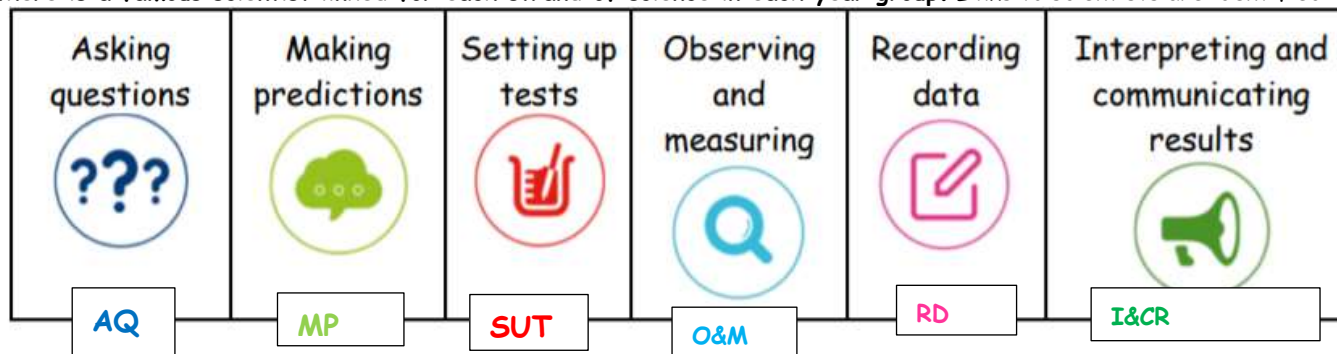 Asking
questions
???
AQ
Making
predictions
MP
Setting up
tests
SUT
Observing
and
measuring
O&M
Recording
data
RD
Interpreting and
communicating
results
I&CR